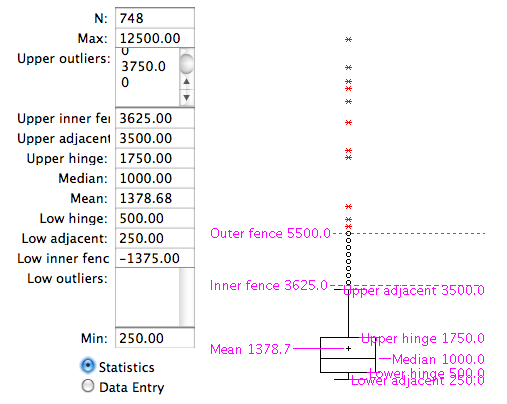 N: 748
Max: 12500.00
Upper outliers: 0
3750.0
0
Upper inner fer 3625.00
Upper adjacent 3500.00
Upper hinge: 1750.00
Median: 1000.00
Mean: 1378.68
Low hinge: 500.00
Low adjacent: 250.00
Low inner fenc -1375.00
Low outliers:
Min: 250.00
Statistics
Data Entry
Outer fence 5500.0
Inner fence 3625.0
Upper adjacent 3500.0
Upper hinge 1750.0
Mean 1378.7
Median 1000.0
Lower hinge 500.0
Lower adjacent 250.0